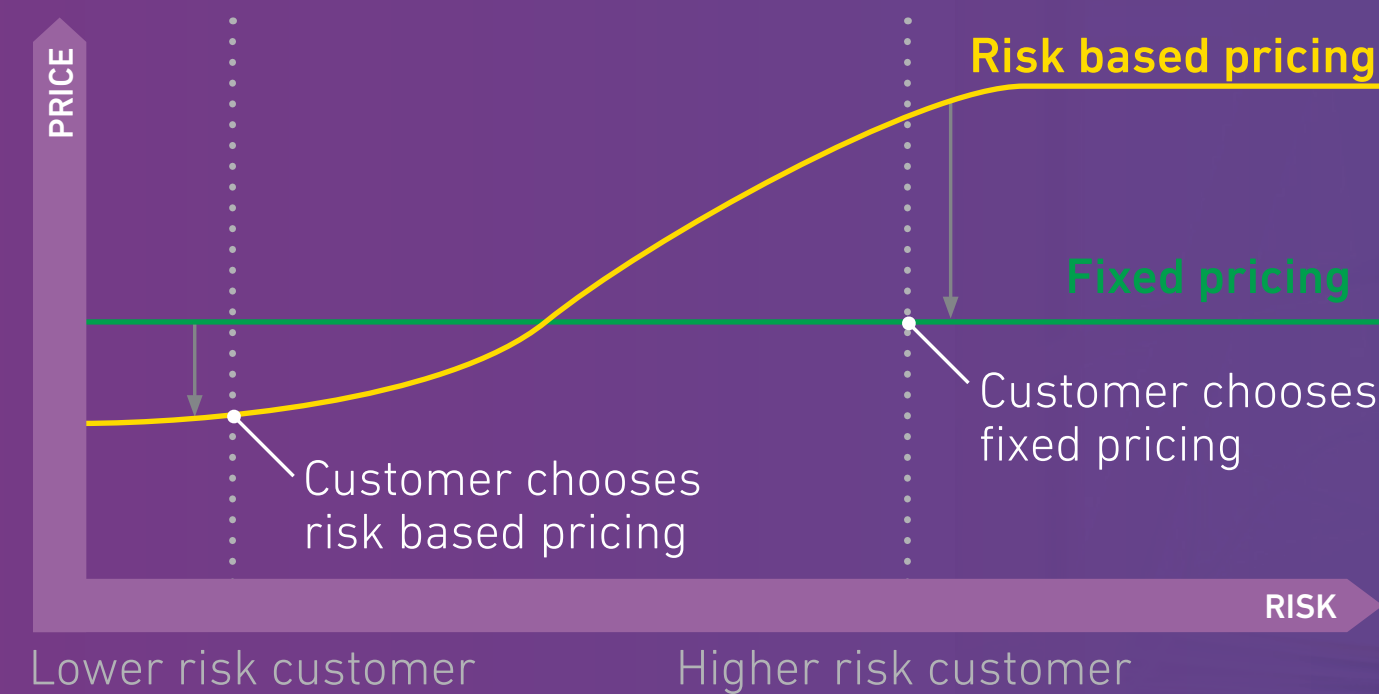 PRICE
Risk based pricing
Fixed pricing
Customer chooses
fixed pricing
Customer chooses
risk based pricing
RISK
Lower risk customer
Higher risk customer